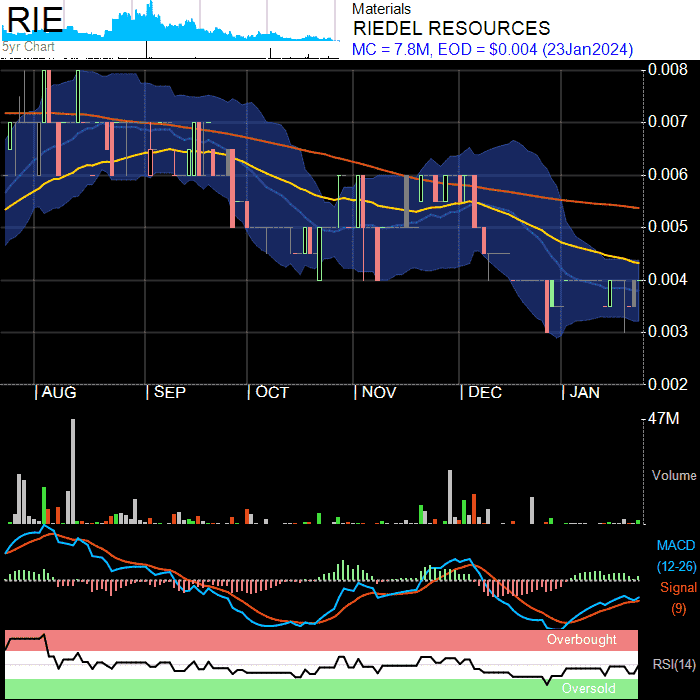 RIE
5yr Chart
Materials
RIEDEL RESOURCES
MC = 7.8M, EOD = $0.004 (23Jan2024)
0.008
0.007
0.006
0.005
0.004
0.003
0.002
AUG
SEP
OCT
NOV
DEC
JAN
47M
Volume
MACD
(12-26)
Signal
(9)
Overbought
RSI(14)
Oversold